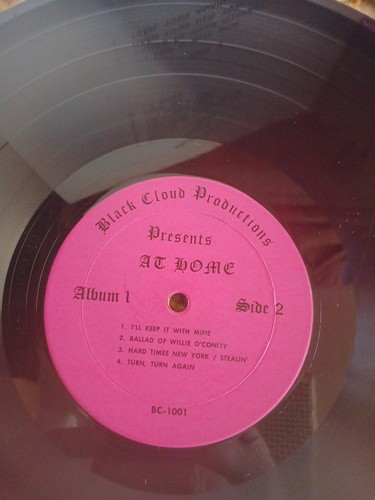 Black Cloud Productions
Presents
AT HOME
Album 1
Side 2
1. I'LL KEEP IT WITH MINE
2. BALLAD OF WILLIE O'CONLEY
3. HARD TIMES NEW YORK / STEALIN'
4. TURN, TURN AGAIN
BC-1001